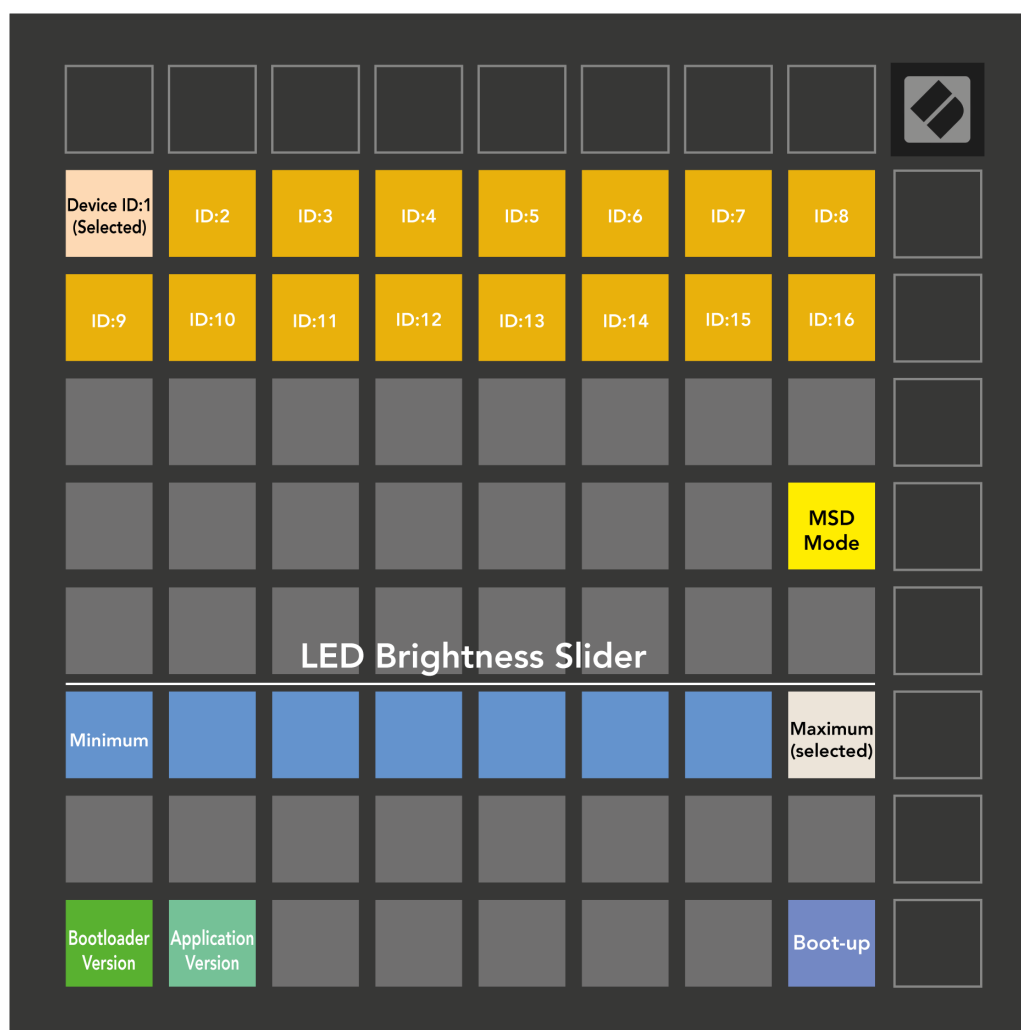 Device ID:1
(Selected)
ID:2
ID:3
ID:4
ID:5
ID:6
ID:7
ID:8
ID:9
ID:10
ID:11
ID:12
ID:13
ID:14
ID:15
ID:16
MSD
Mode
LED Brightness Slider
Minimum
Maximum
(selected)
Bootloader
Version
Application
Version
Boot-up